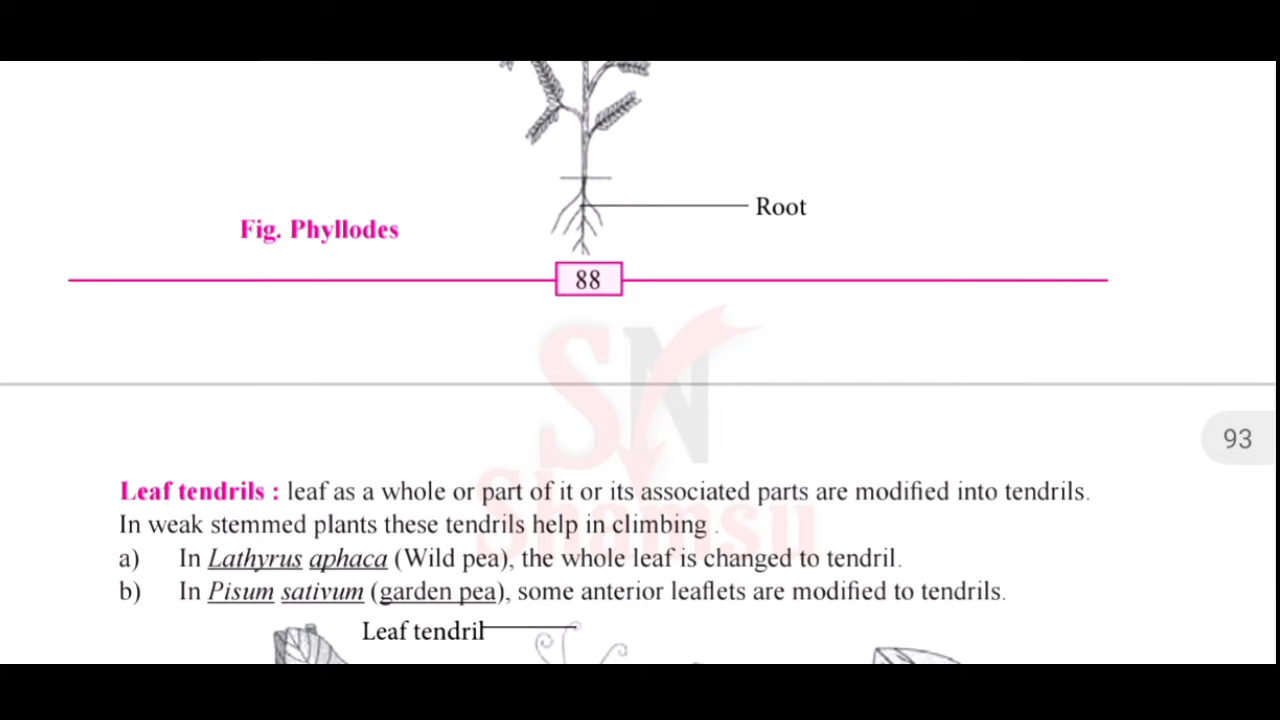 Root
Fig. Phyllodes
88
SN
Shamsu
93
Leaf tendrils : leaf as a whole or part of it or its associated parts are modified into tendrils.
In weak stemmed plants these tendrils help in climbing .
a) In Lathyrus aphaca (Wild pea), the whole leaf is changed to tendril.
b) In Pisum sativum (garden pea), some anterior leaflets are modified to tendrils.
Leaf tendril